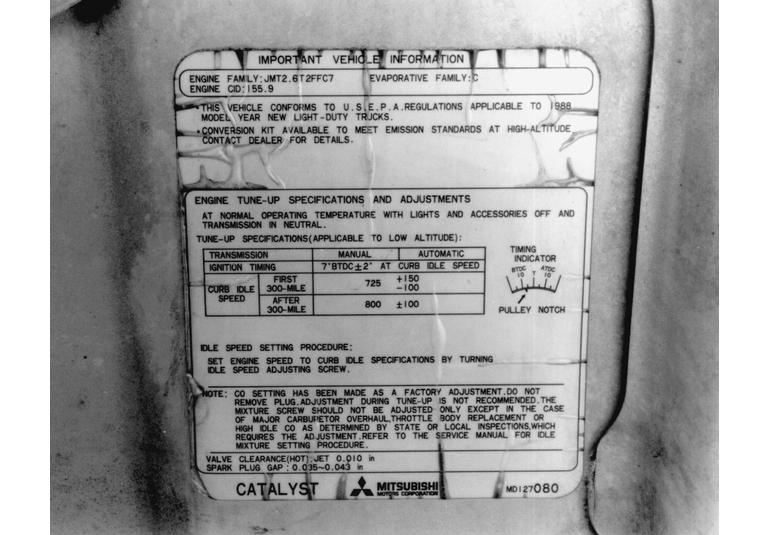 IMPORTANT VEHICLE INFORMATION
ENGINE FAMILY: JMT2.6T2FFC7 EVAPORATIVE FAMILY: C
ENGINE CID: 155.9
•THIS VEHICLE CONFORMS TO U.S.E.P.A. REGULATIONS APPLICABLE TO 1988
MODEL YEAR NEW LIGHT-DUTY TRUCKS.
•CONVERSION KIT AVAILABLE TO MEET EMISSION STANDARDS AT HIGH-ALTITUDE
CONTACT DEALER FOR DETAILS.
ENGINE TUNE-UP SPECIFICATIONS AND ADJUSTMENTS
AT NORMAL OPERATING TEMPERATURE WITH LIGHTS AND ACCESSORIES OFF AND
TRANSMISSION IN NEUTRAL.
TUNE-UP SPECIFICATIONS(APPLICABLE TO LOW ALTITUDE):
TRANSMISSION MANUAL AUTOMATIC
IGNITION TIMING 7°BTDC±2° AT CURB IDLE SPEED
CURB IDLE SPEED FIRST 300-MILE 725 +150 -100
AFTER 300-MILE 800 ±100
TIMING
INDICATOR
BTDC ATDC
10 T 10
PULLEY NOTCH
IDLE SPEED SETTING PROCEDURE:
SET ENGINE SPEED TO CURB IDLE SPECIFICATIONS BY TURNING
IDLE SPEED ADJUSTING SCREW.
NOTE: CO SETTING HAS BEEN MADE AS A FACTORY ADJUSTMENT. DO NOT
REMOVE PLUG. ADJUSTMENT DURING TUNE-UP IS NOT RECOMMENDED. THE
MIXTURE SCREW SHOULD NOT BE ADJUSTED ONLY EXCEPT IN THE CASE
OF MAJOR CARBURETOR OVERHAUL, THROTTLE BODY REPLACEMENT OR
HIGH IDLE CO AS DETERMINED BY STATE OR LOCAL INSPECTIONS, WHICH
REQUIRES THE ADJUSTMENT. REFER TO THE SERVICE MANUAL FOR IDLE
MIXTURE SETTING PROCEDURE.
VALVE CLEARANCE(HOT): JET 0.010 in
SPARK PLUG GAP: 0.035~0.043 in
CATALYST MITSUBISHI MD127080
MOTORS CORPORATION